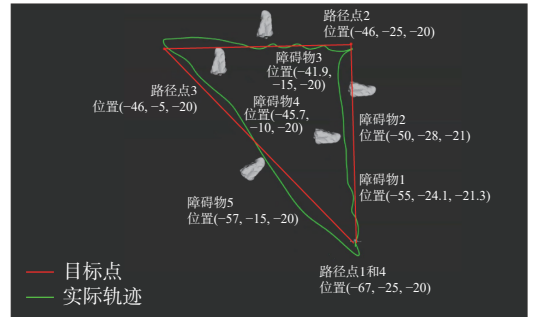 路径点2
位置(−46, −25, −20)
障碍物3
位置(−41.9,
−15, −20)
路径点3
位置(−46, −5, −20)
障碍物4
位置(−45.7,
−10, −20)
障碍物2
位置(−50, −28, −21)
障碍物1
位置(−55, −24.1, −21.3)
障碍物5
位置(−57, −15, −20)
路径点1和4
位置(−67, −25, −20)
目标点
实际轨迹